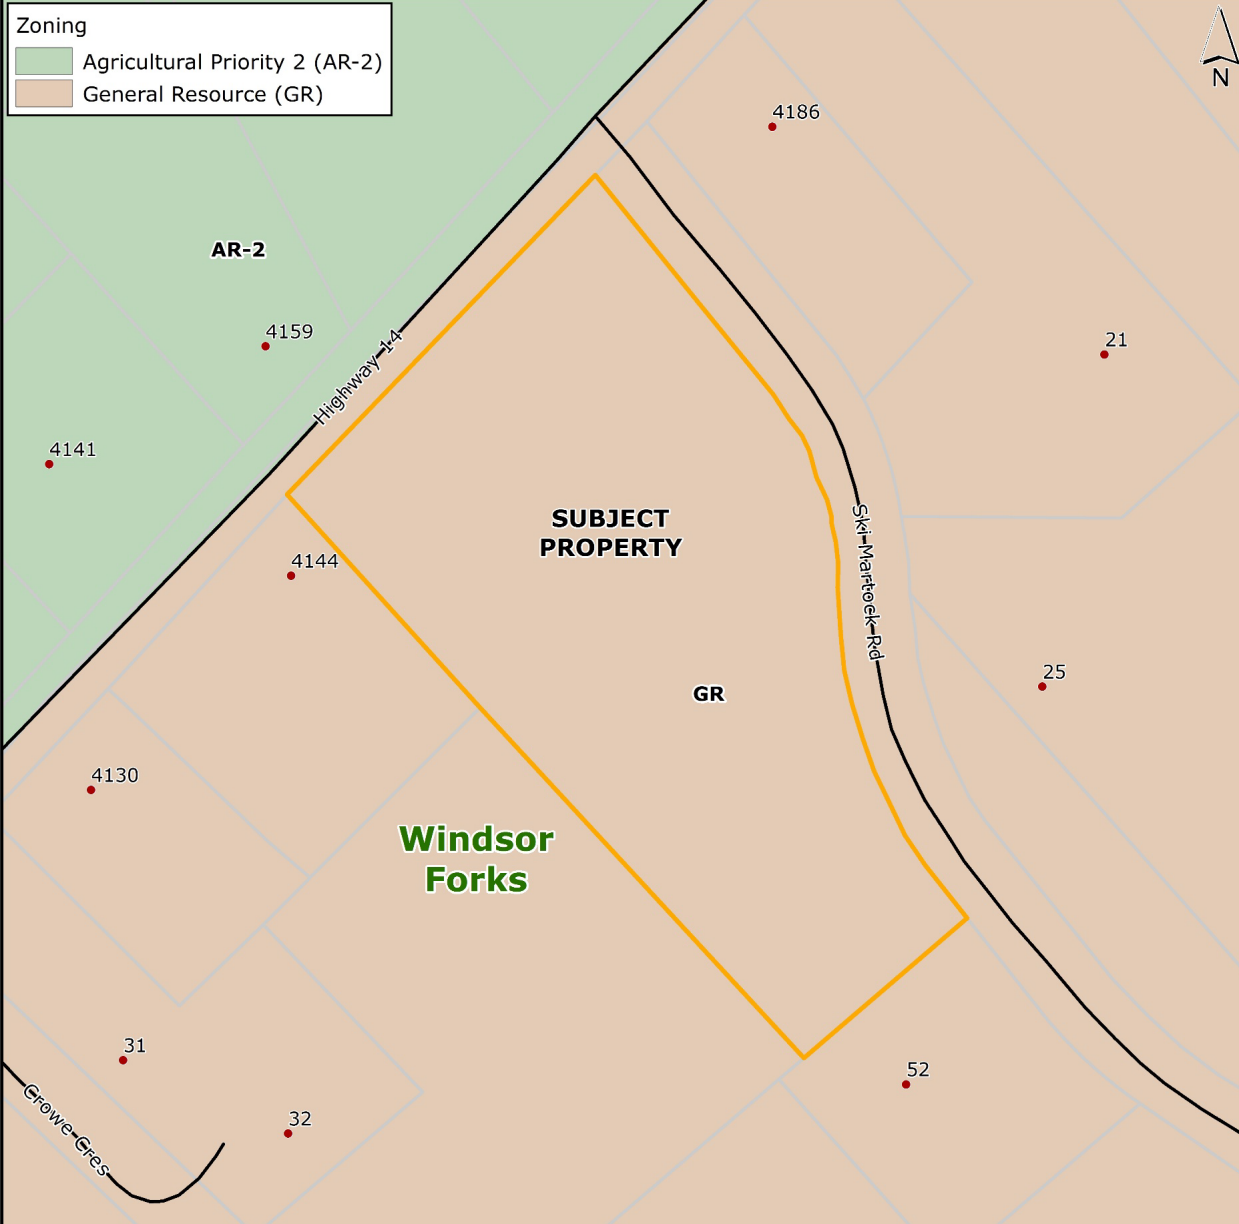 Zoning
Agricultural Priority 2 (AR-2)
General Resource (GR)
N
4186
AR-2
4159
Highway 14
21
4141
SUBJECT
PROPERTY
4144
Ski Martock Rd
25
GR
4130
Windsor
Forks
31
52
32
Crowe Cres